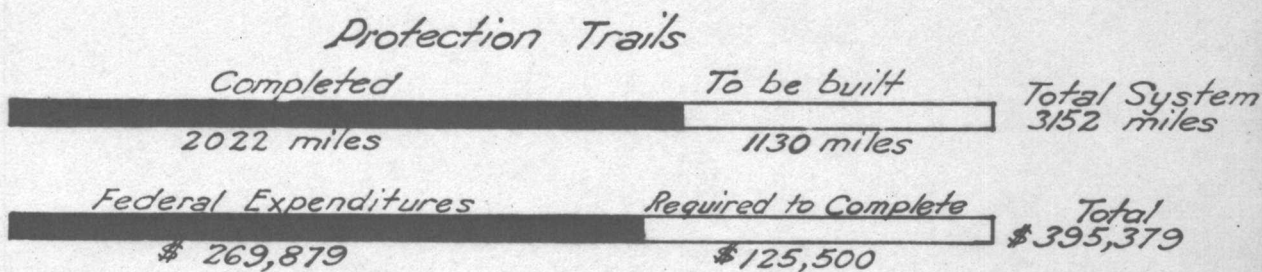 Protection Trails
Completed
To be built
Total System
3152 miles
2022 miles
1130 miles
Federal Expenditures
Required to Complete
Total
$395,379
$ 269,879
$125,500